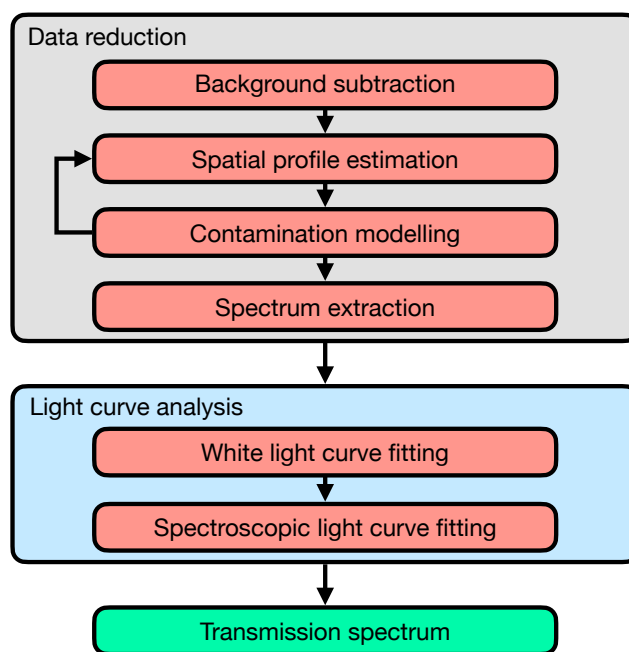 Data reduction
Background subtraction
Spatial profile estimation
Contamination modelling
Spectrum extraction
Light curve analysis
White light curve fitting
Spectroscopic light curve fitting
Transmission spectrum